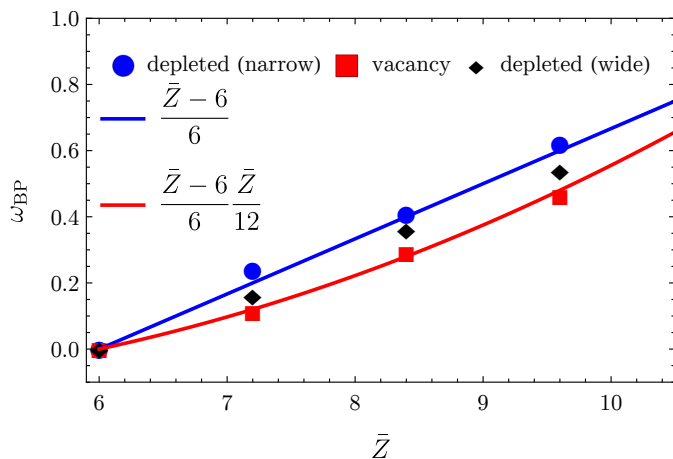 1.0
0.8
0.6
0.4
0.2
0.0
ω_BP
depleted (narrow) vacancy depleted (wide)
(Z̄ − 6)/6
(Z̄ − 6)/6 Z̄/12
6 7 8 9 10
Z̄